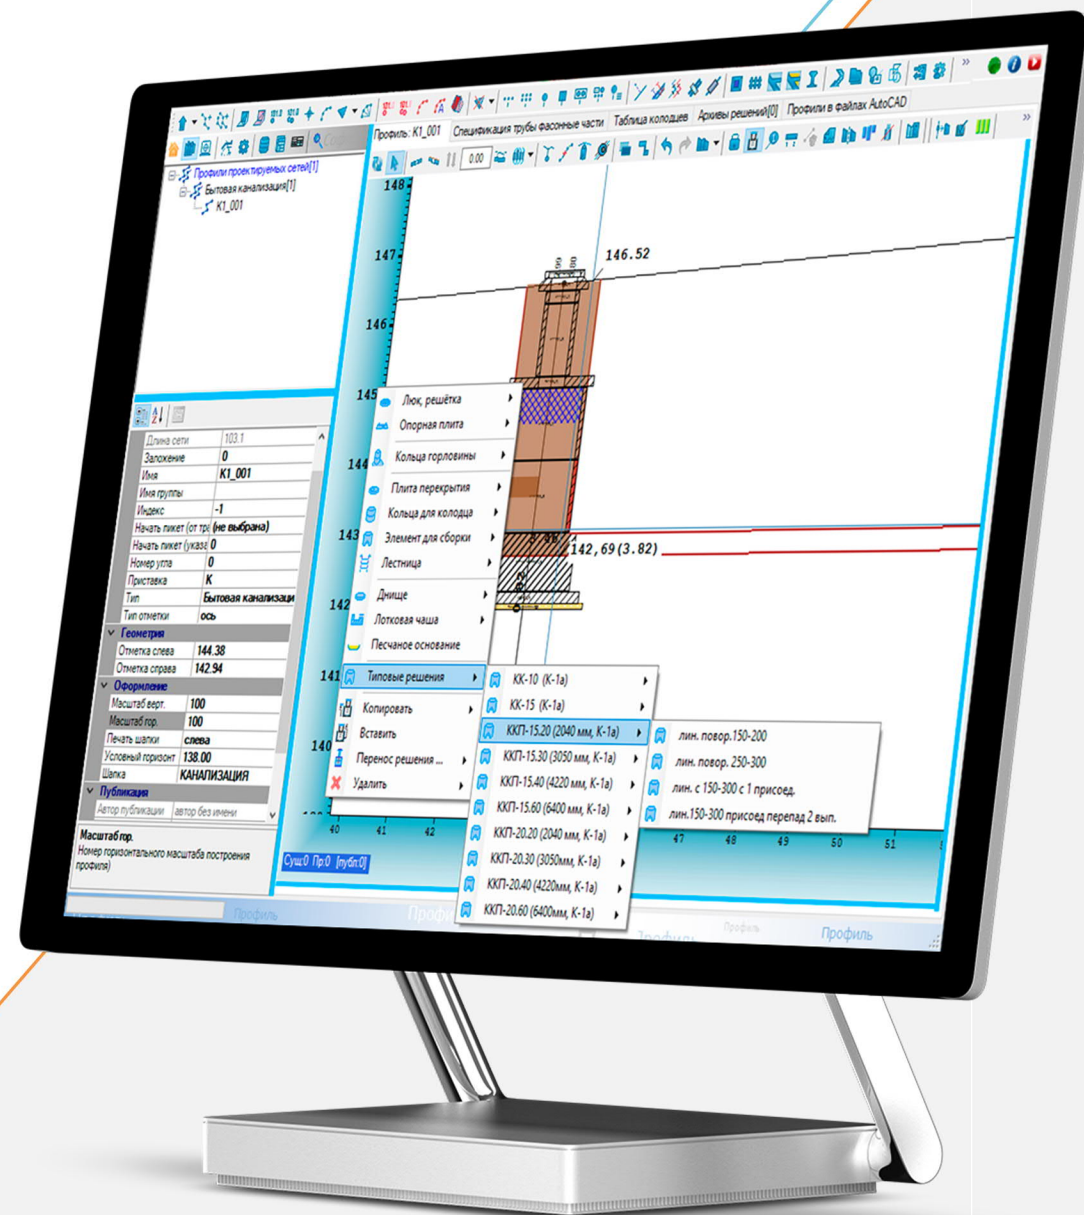 Профиль: К1_001
Спецификация трубы фасонные части
Таблица колодцев
Архивы решений[0]
Профили в файлах AutoCAD
0.00
Профили проектируемых сетей[1]
Бытовая канализация[1]
К1_001
148
147
146
145
144
143
142
141
140
146.52
142,69(3.82)
Длина сети 103.1
Заложение 0
Имя К1_001
Имя группы
Индекс -1
Начать пикет (от тра (не выбрана)
Начать пикет (указа 0
Номер угла 0
Приставка К
Тип Бытовая канализаци
Тип отметки ось
Геометрия
Отметка слева 144.38
Отметка справа 142.94
Оформление
Масштаб верт. 100
Масштаб гор. 100
Печать шапки слева
Условный горизонт 138.00
Шапка КАНАЛИЗАЦИЯ
Публикация
Автор публикации автор без имени
Масштаб гор.
Номер горизонтального масштаба построения
профиля)
Люк, решётка
Опорная плита
Кольца горловины
Плита перекрытия
Кольца для колодца
Элемент для сборки
Лестница
Днище
Лотковая чаша
Песчаное основание
Типовые решения
Копировать
Вставить
Перенос решения ...
Удалить
КК-10 (К-1а)
КК-15 (К-1а)
ККП-15.20 (2040 мм, К-1а)
ККП-15.30 (3050 мм, К-1а)
ККП-15.40 (4220 мм, К-1а)
ККП-15.60 (6400 мм, К-1а)
ККП-20.20 (2040 мм, К-1а)
ККП-20.30 (3050мм, К-1а)
ККП-20.40 (4220мм, К-1а)
ККП-20.60 (6400мм, К-1а)
лин. повор.150-200
лин. повор. 250-300
лин. с 150-300 с 1 присоед.
лин.150-300 присоед перепад 2 вып.
40 41 42 47 48 49 50 51
Сущ:0 Пр:0 [публ:0]
Профиль
Профиль
Профиль